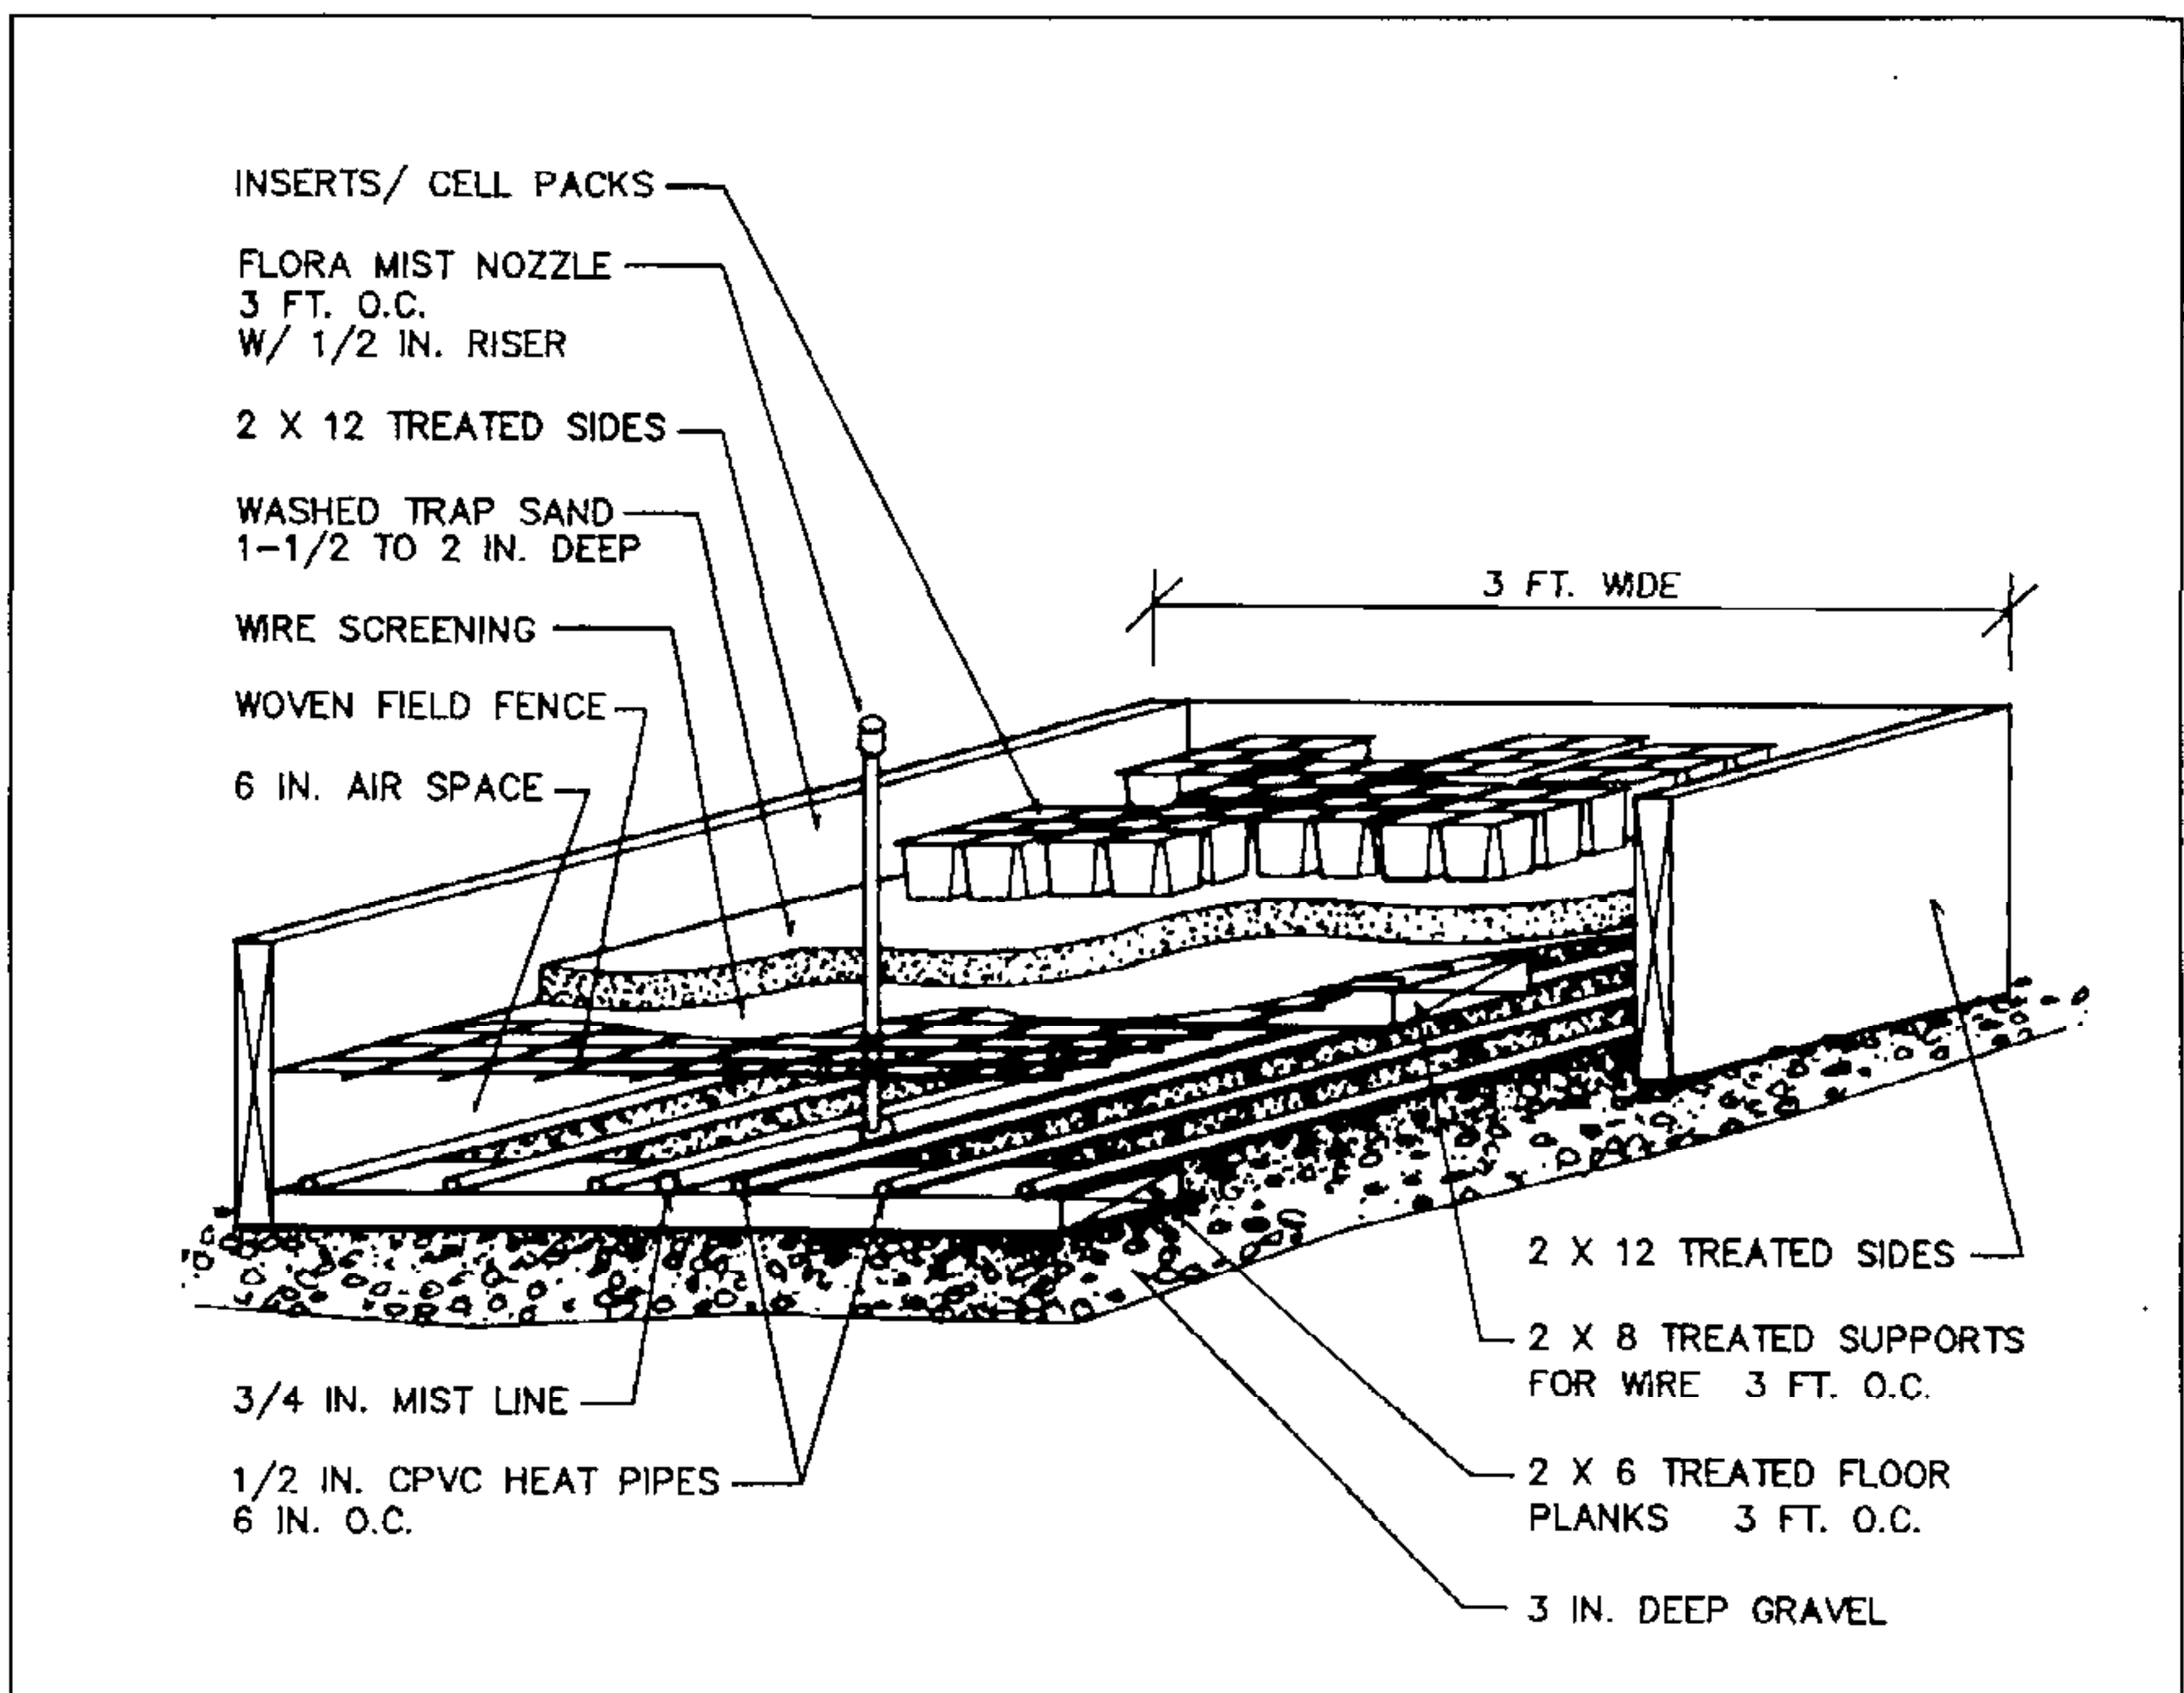 INSERTS/ CELL PACKS
FLORA MIST NOZZLE
3 FT. O.C.
W/ 1/2 IN. RISER
2 X 12 TREATED SIDES
WASHED TRAP SAND
1-1/2 TO 2 IN. DEEP
WIRE SCREENING
WOVEN FIELD FENCE
6 IN. AIR SPACE
3 FT. WIDE
3/4 IN. MIST LINE
1/2 IN. CPVC HEAT PIPES
6 IN. O.C.
2 X 12 TREATED SIDES
2 X 8 TREATED SUPPORTS
FOR WIRE 3 FT. O.C.
2 X 6 TREATED FLOOR
PLANKS 3 FT. O.C.
3 IN. DEEP GRAVEL